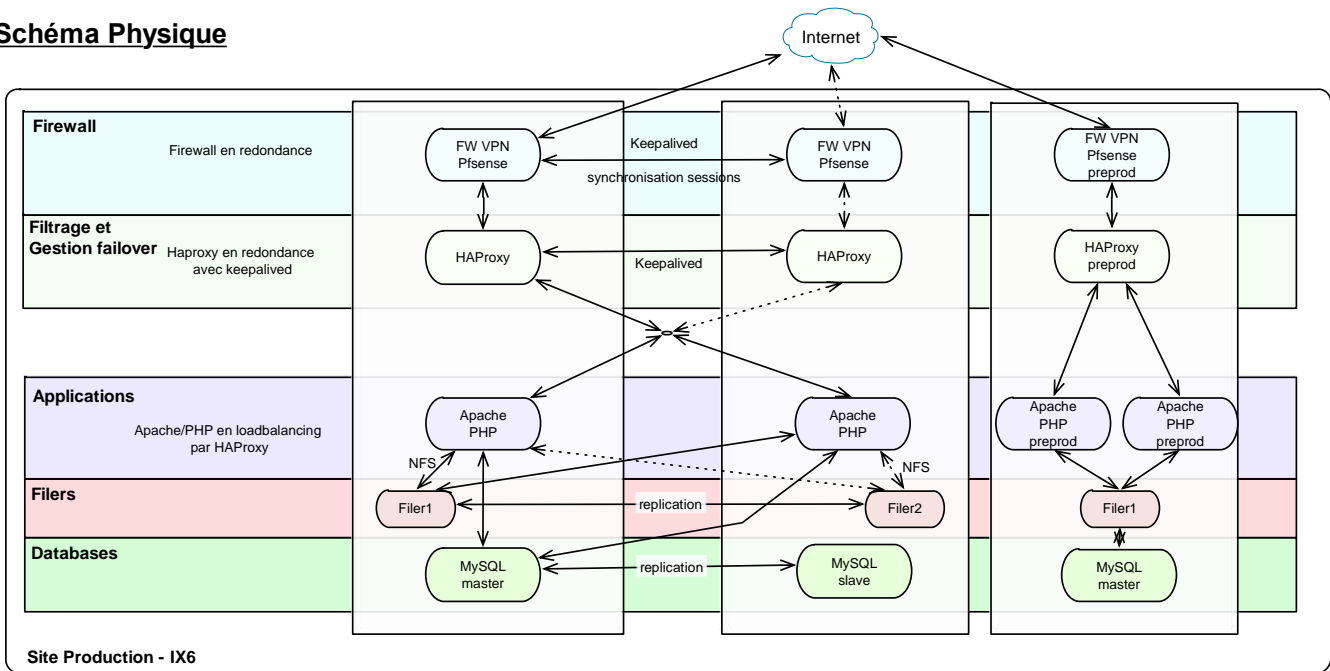 Schéma Physique
Internet
Firewall
Firewall en redondance
FW VPN
Pfsense
Keepalived
synchronisation sessions
FW VPN
Pfsense
FW VPN
Pfsense
preprod
Filtrage et
Gestion failover
Haproxy en redondance
avec keepalived
HAProxy
Keepalived
HAProxy
HAProxy
preprod
Applications
Apache/PHP en loadbalancing
par HAProxy
Apache
PHP
Apache
PHP
Apache
PHP
preprod
Apache
PHP
preprod
NFS
NFS
Filers
Filer1
replication
Filer2
Filer1
Databases
MySQL
master
replication
MySQL
slave
MySQL
master
Site Production - IX6